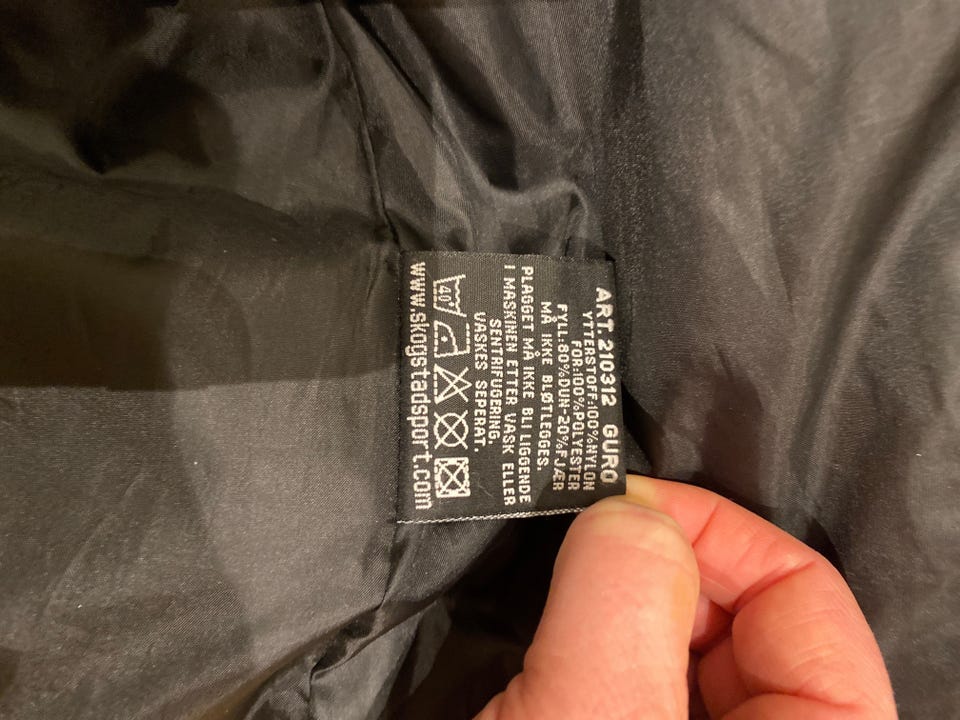 ART.210312 GURO
YTTERSTOFF:100%NYLON
FOR:100%POLYESTER
FYLL:80%DUN-20%FJÆR
MÅ IKKE BLØTLEGGES.
PLAGGET MÅ IKKE BLI LIGGENDE
I MASKINEN ETTER VASK ELLER
SENTRIFUGERING.
VASKES SEPERAT.
40°
www.skogstadsport.com